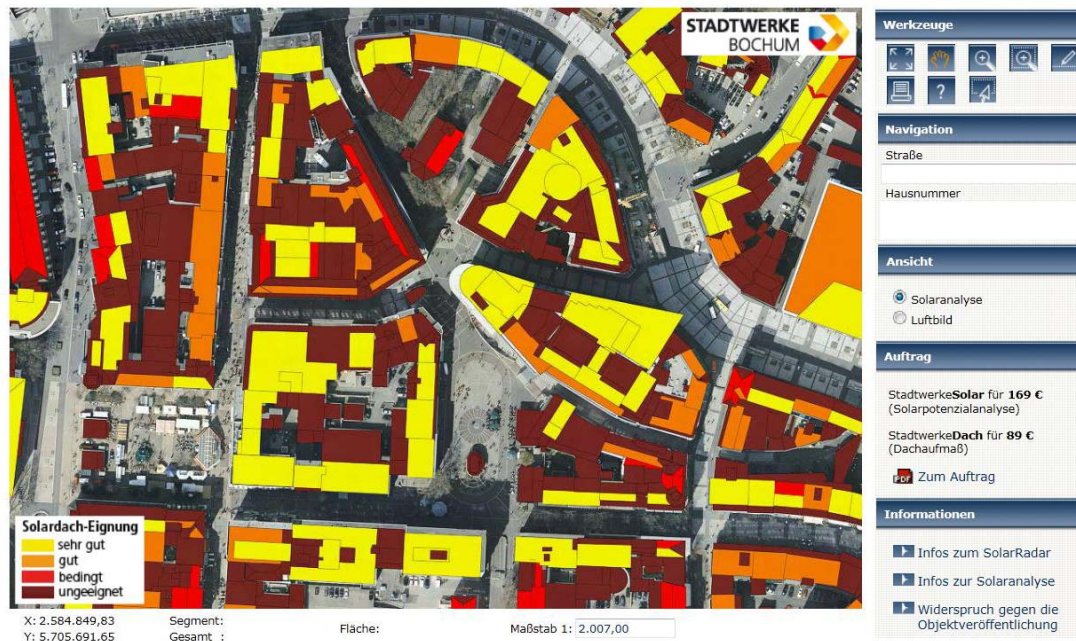 STADTWERKE
BOCHUM
Solardach-Eignung
sehr gut
gut
bedingt
ungeeignet
X: 2.584.849,83
Y: 5.705.691,65
Segment:
Gesamt :
Fläche:
Maßstab 1: 2.007,00
Werkzeuge
?
Navigation
Straße
Hausnummer
Ansicht
Solaranalyse
Luftbild
Auftrag
StadtwerkeSolar für 169 €
(Solarpotenzialanalyse)
StadtwerkeDach für 89 €
(Dachaufmaß)
PDF Zum Auftrag
Informationen
Infos zum SolarRadar
Infos zur Solaranalyse
Widerspruch gegen die
Objektveröffentlichung